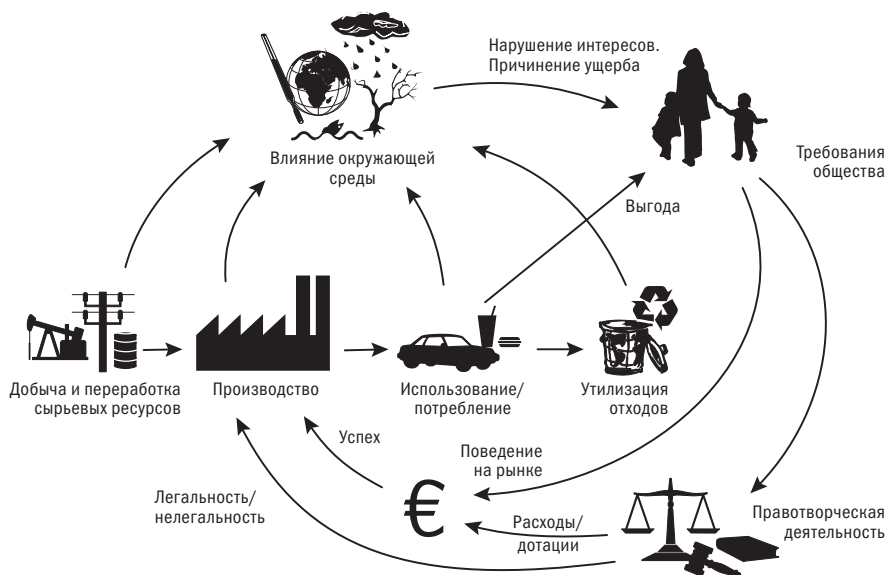 Нарушение интересов.
Причинение ущерба
Влияние окружающей
среды
Требования
общества
Выгода
Добыча и переработка
сырьевых ресурсов
Производство
Использование/
потребление
Утилизация
отходов
Успех
Поведение
на рынке
Легальность/
нелегальность
€
Расходы/
дотации
Правотворческая
деятельность